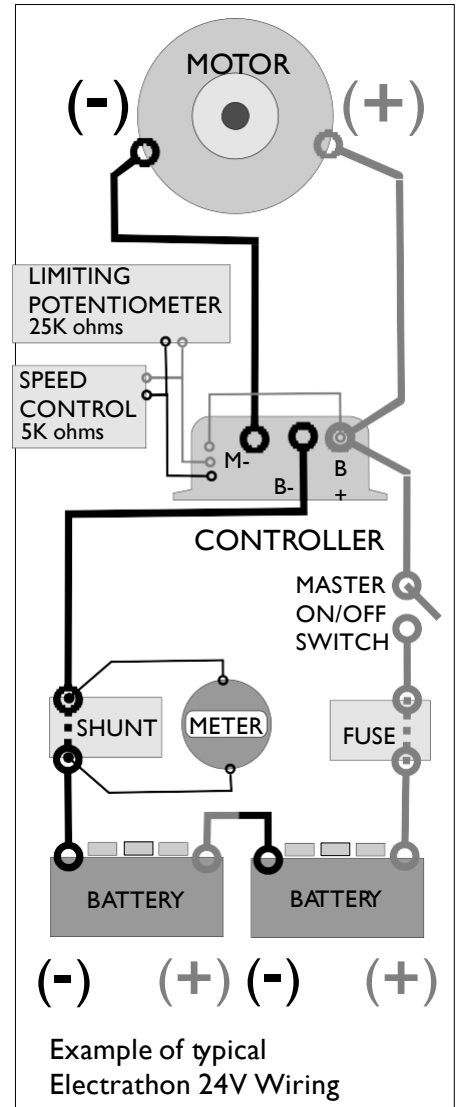 MOTOR
(-)
(+)
LIMITING
POTENTIOMETER
25K ohms
SPEED
CONTROL
5K ohms
M-
B-
B
+
CONTROLLER
MASTER
ON/OFF
SWITCH
SHUNT
METER
FUSE
BATTERY
BATTERY
(-)
(+)
(-)
(+)
Example of typical
Electrathon 24V Wiring